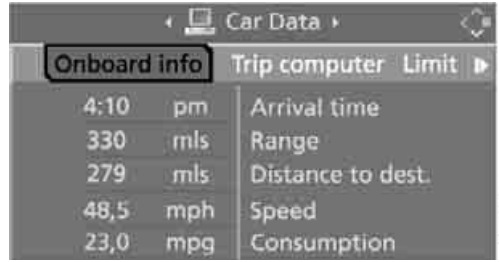 Car Data
Onboard info Trip computer Limit
4:10 pm Arrival time
330 mls Range
279 mls Distance to dest.
48,5 mph Speed
23,0 mpg Consumption